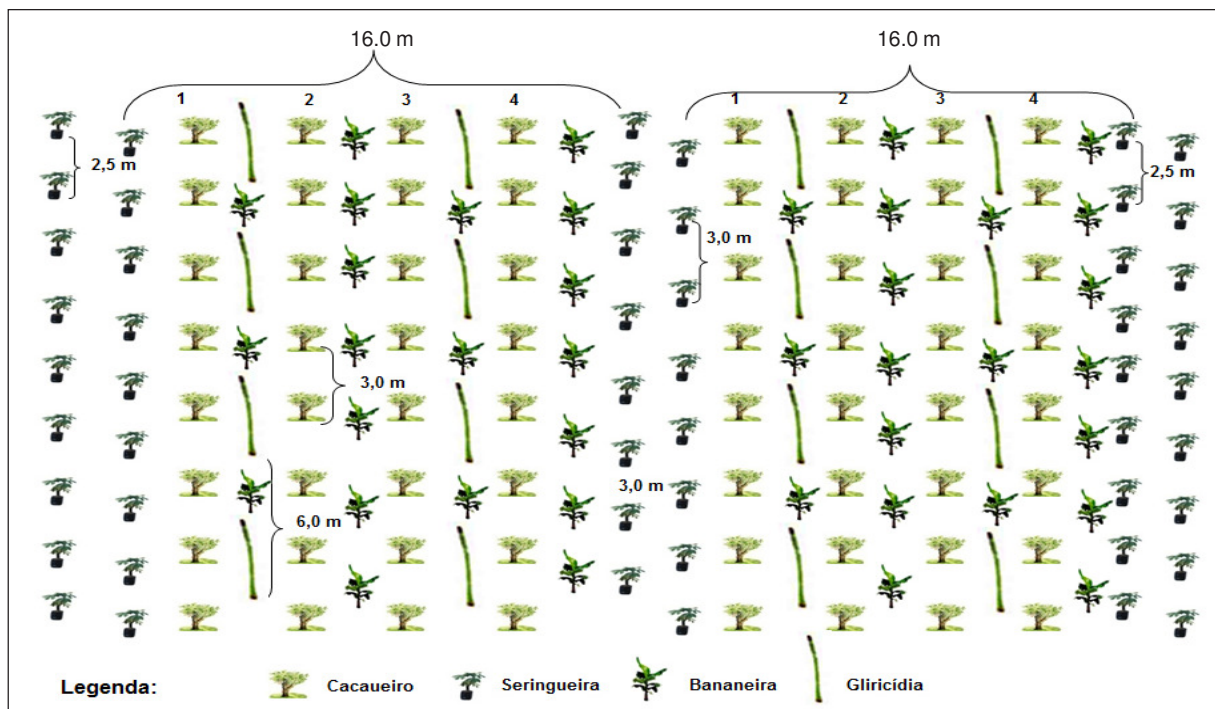 16.0 m 16.0 m
1 2 3 4 1 2 3 4
2,5 m 2,5 m
3,0 m
3,0 m
3,0 m
6,0 m
Legenda: Cacaueiro Seringueira Bananeira Gliricídia